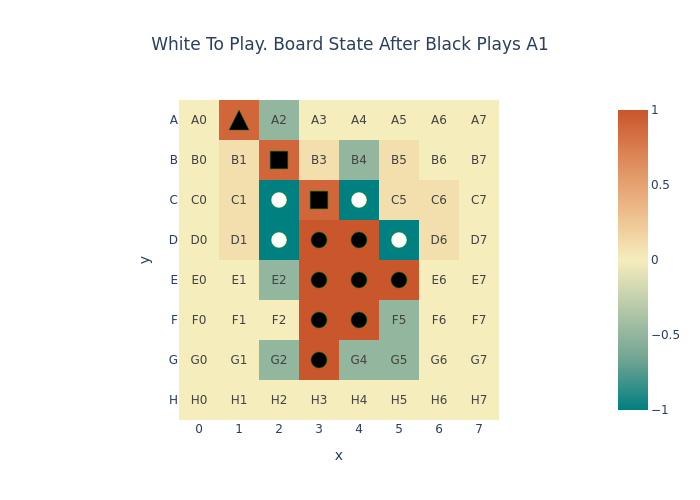 White To Play. Board State After Black Plays A1
A A0 A2 A3 A4 A5 A6 A7 1
B B0 B1 B3 B4 B5 B6 B7
C C0 C1 C5 C6 C7 0.5
D D0 D1 D6 D7
y 0
E E0 E1 E2 E6 E7
F F0 F1 F2 F5 F6 F7 −0.5
G G0 G1 G2 G4 G5 G6 G7
H H0 H1 H2 H3 H4 H5 H6 H7 −1
0 1 2 3 4 5 6 7
x